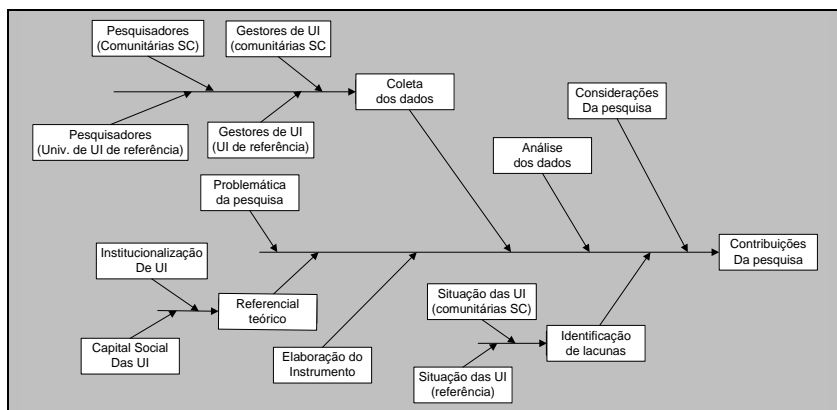 Pesquisadores
(Comunitárias SC)
Gestores de UI
(comunitárias SC
Coleta
dos dados
Considerações
Da pesquisa
Pesquisadores
(Univ. de UI de referência)
Gestores de UI
(UI de referência)
Análise
dos dados
Problemática
da pesquisa
Institucionalização
De UI
Contribuições
Da pesquisa
Referencial
teórico
Situação das UI
(comunitárias SC)
Capital Social
Das UI
Elaboração do
Instrumento
Identificação
de lacunas
Situação das UI
(referência)